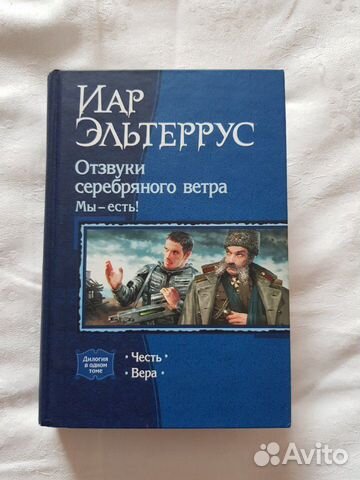 ИАР
ЭЛЬТЕРРУС
Отзвуки
серебряного ветра
Мы – есть!
Дилогия
в одном
томе
• Честь •
• Вера •
Avito